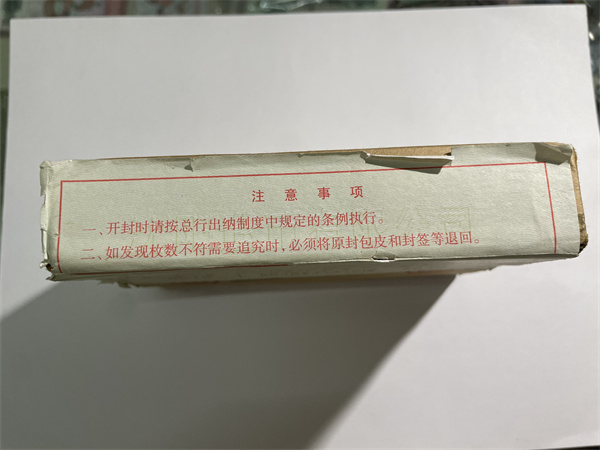 注意事项
一、开封时请按总行出纳制度中规定的条例执行。
二、如发现枚数不符需要追究时,必须将原封包皮和封签等退回。